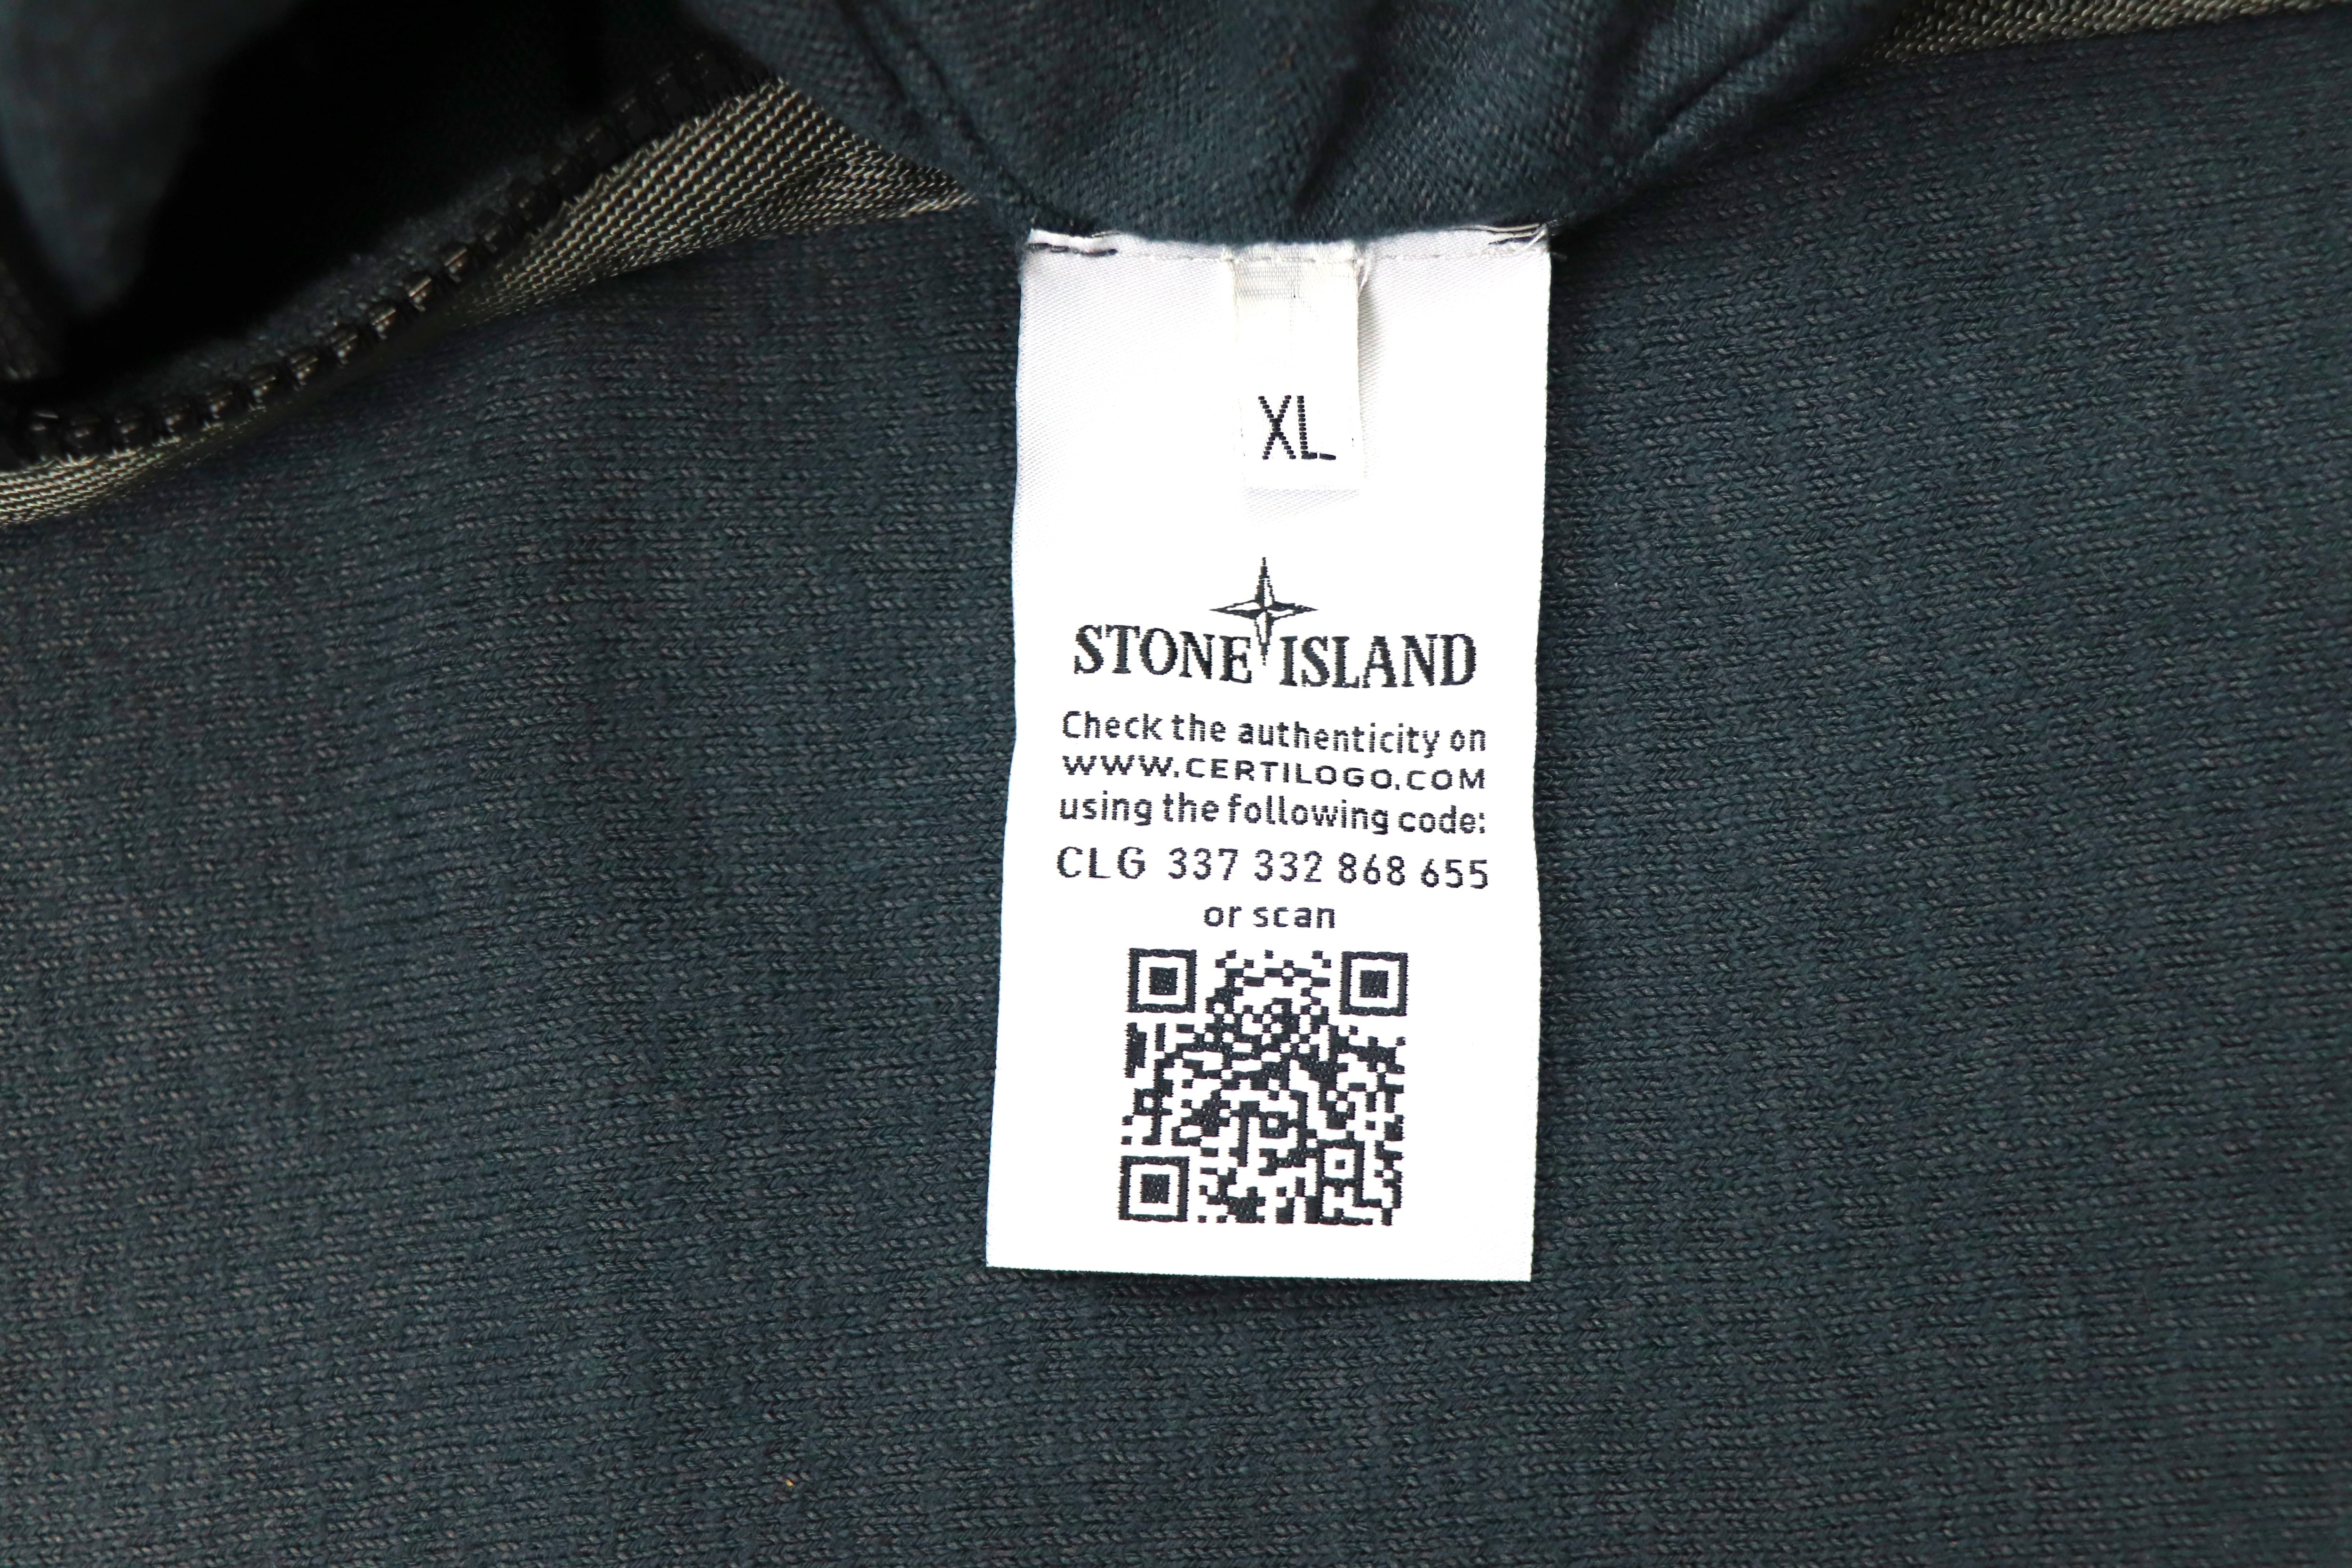 XL
STONE ISLAND
Check the authenticity on
WWW.CERTILOGO.COM
using the following code:
CLG 337 332 868 655
or scan